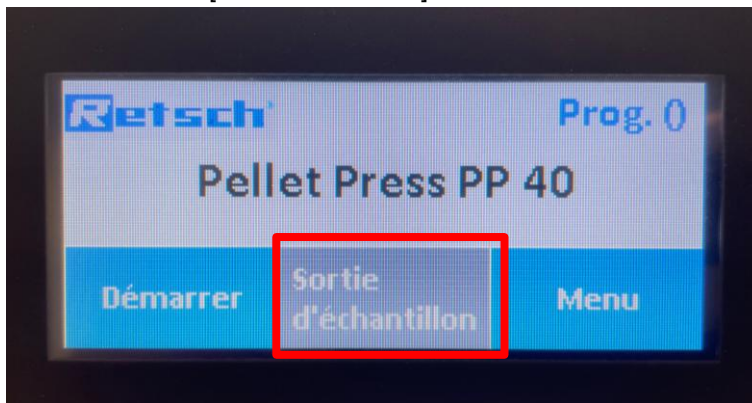 Retsch
Prog. 0
Pellet Press PP 40
Démarrer
Sortie
d'échantillon
Menu